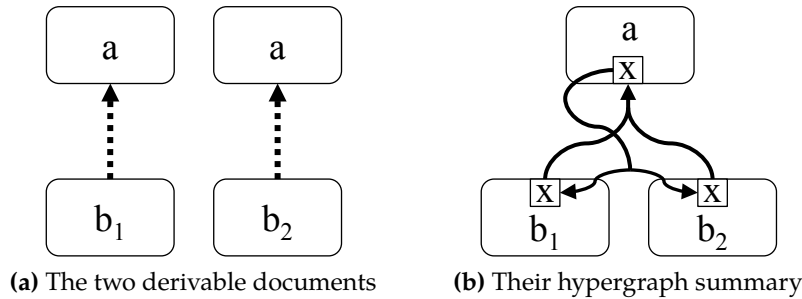 a a a
x
x x
b₁ b₂ b₁ b₂
(a) The two derivable documents (b) Their hypergraph summary